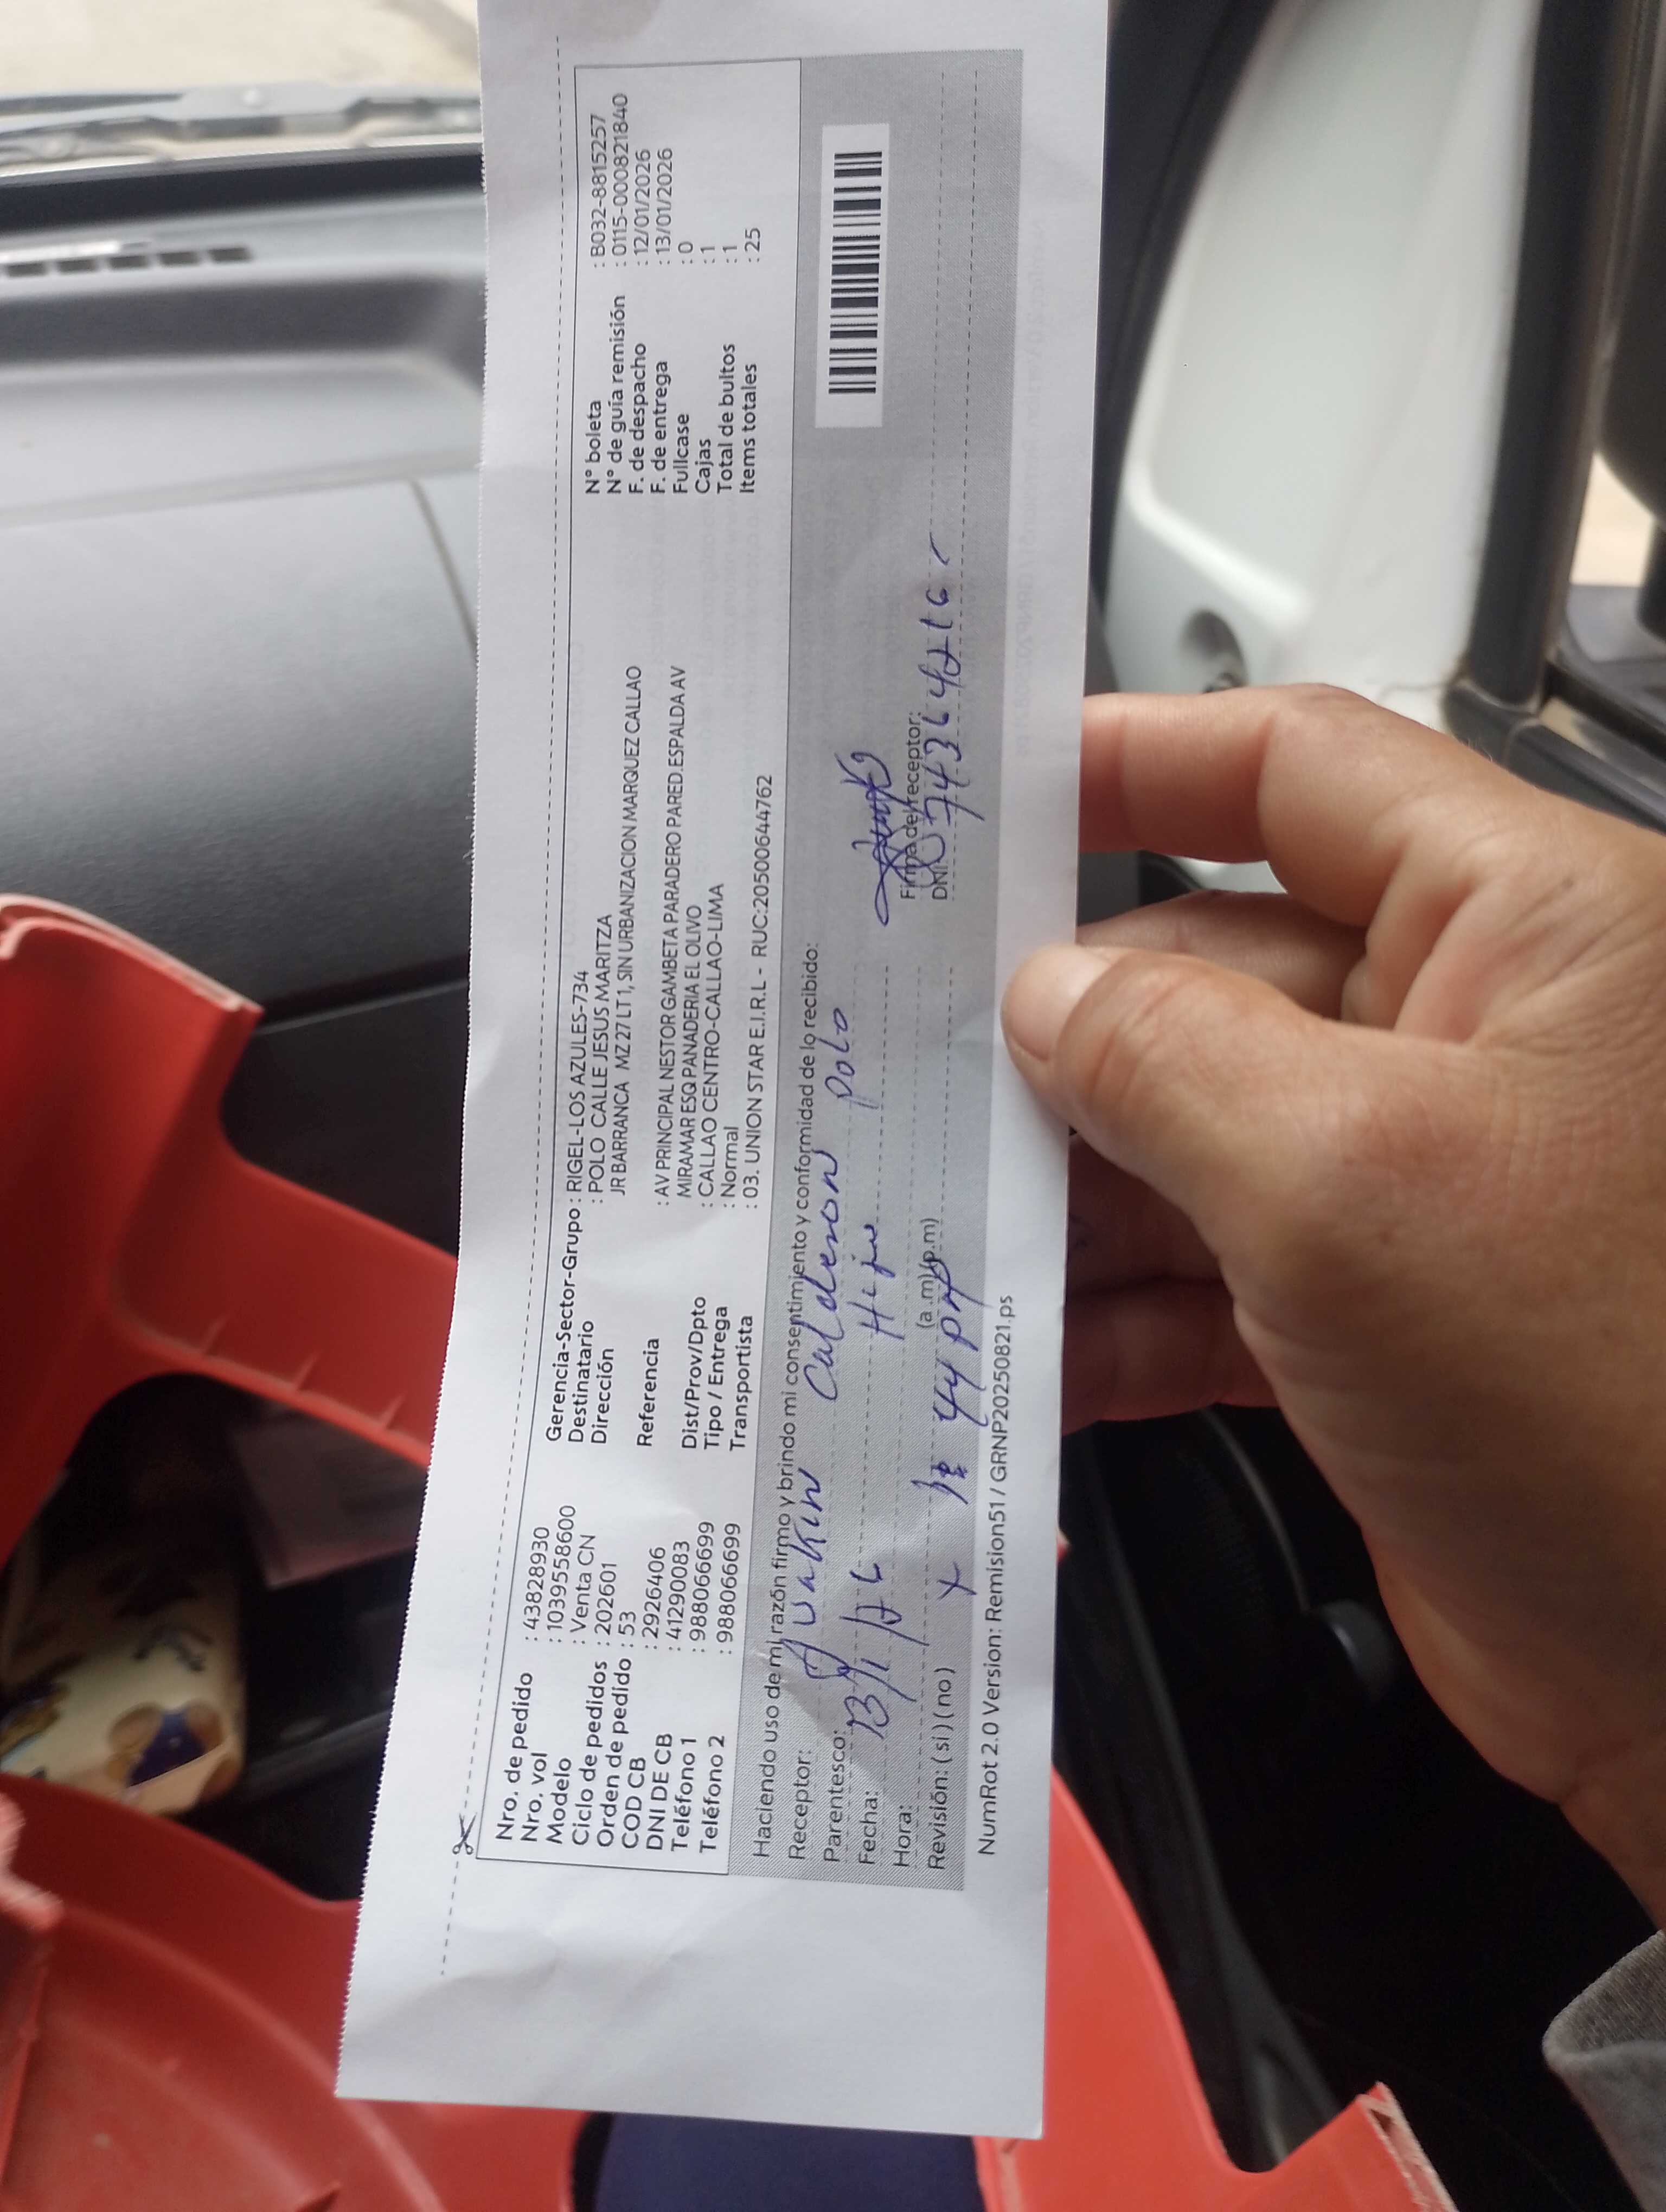 Nro. de pedido : 43828930
Nro. vol : 1039558600
Modelo : Venta CN
Ciclo de pedidos : 202601
Orden de pedido : 53
COD CB : 2926406
DNI DE CB : 41290083
Teléfono 1 : 988066699
Teléfono 2 : 988066699
Gerencia-Sector-Grupo : RIGEL-LOS AZULES-734
Destinatario : POLO CALLE JESUS MARITZA
Dirección JR BARRANCA MZ 27 LT 1, SIN URBANIZACION MARQUEZ CALLAO
Referencia : AV PRINCIPAL NESTOR GAMBETA PARADERO PARED.ESPALDA AV
MIRAMAR ESQ PANADERIA EL OLIVO
Dist/Prov/Dpto : CALLAO CENTRO-CALLAO-LIMA
Tipo / Entrega : Normal
Transportista : 03. UNION STAR E.I.R.L - RUC:20500644762
N° boleta : B032-8815257
N° de guía remisión : 0115-0000821840
F. de despacho : 12/01/2026
F. de entrega : 13/01/2026
Fullcase : 0
Cajas : 1
Total de bultos : 1
Items totales : 25
Haciendo uso de mi razón firmo y brindo mi consentimiento y conformidad de lo recibido:
Receptor: Calderon Polo
Parentesco: Hijo
Fecha: 13/1/26
Hora: (a.m) (p.m)
Revisión: ( si ) ( no )
Firma del receptor:
DNI
NumRot 2.0 Version: Remision51 / GRNP20250821.ps